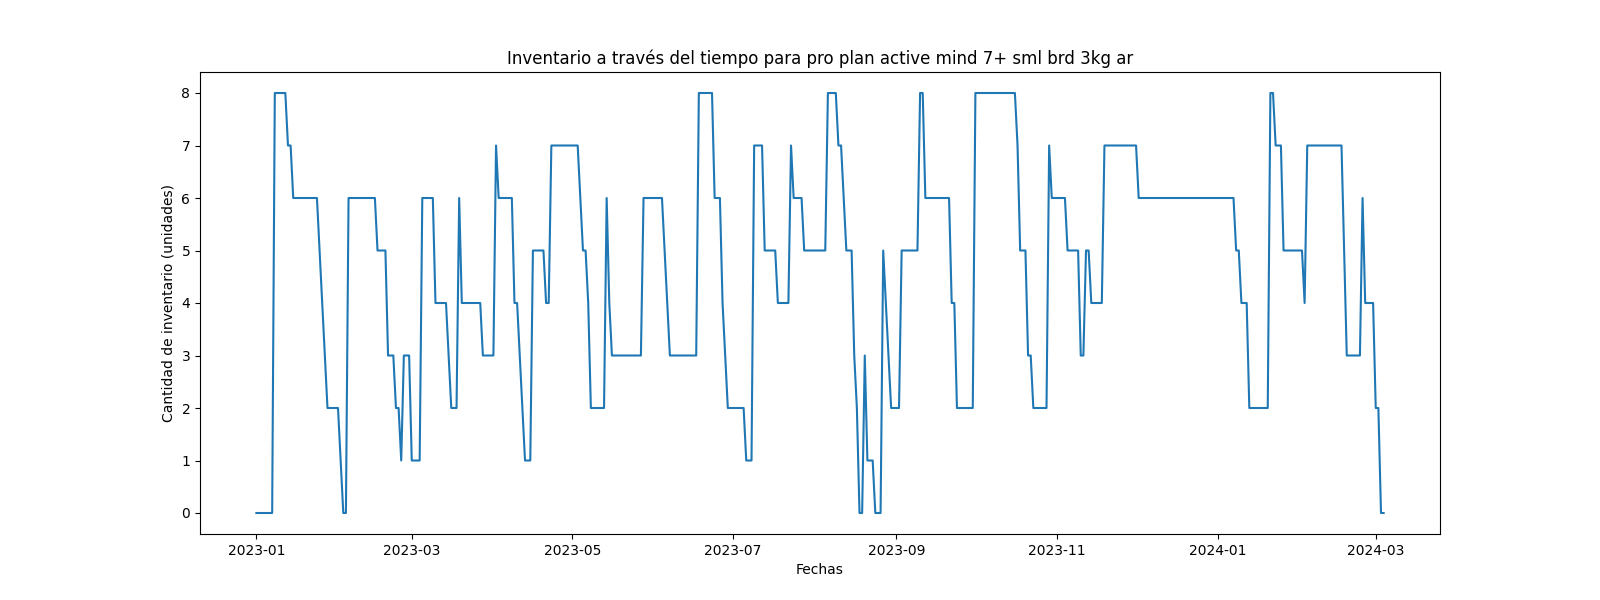 Inventario a través del tiempo para pro plan active mind 7+ sml brd 3kg ar
Cantidad de inventario (unidades)
8
7
6
5
4
3
2
1
0
2023-01 2023-03 2023-05 2023-07 2023-09 2023-11 2024-01 2024-03
Fechas